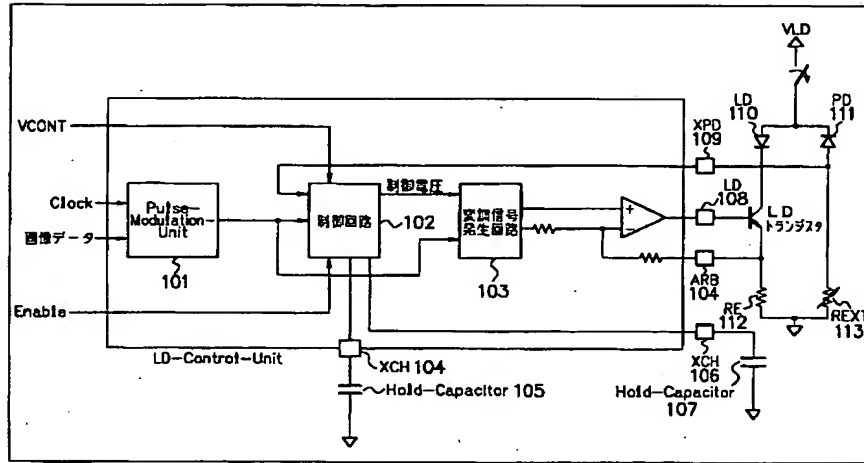 VLD
LD
110
PD
111
XPD
109
VCONT
Clock
画像データ
Pulse-
Modutation-
Unit
101
制御回路
102
制御電圧
変調信号
発生回路
103
+
-
LD
108
LD
トランデスタ
ARB
104
RE
112
REXT
113
Enable
LD-Control-Unit
XCH 104
Hold-Capacitor 105
XCH
106
Hold-Capacitor
107